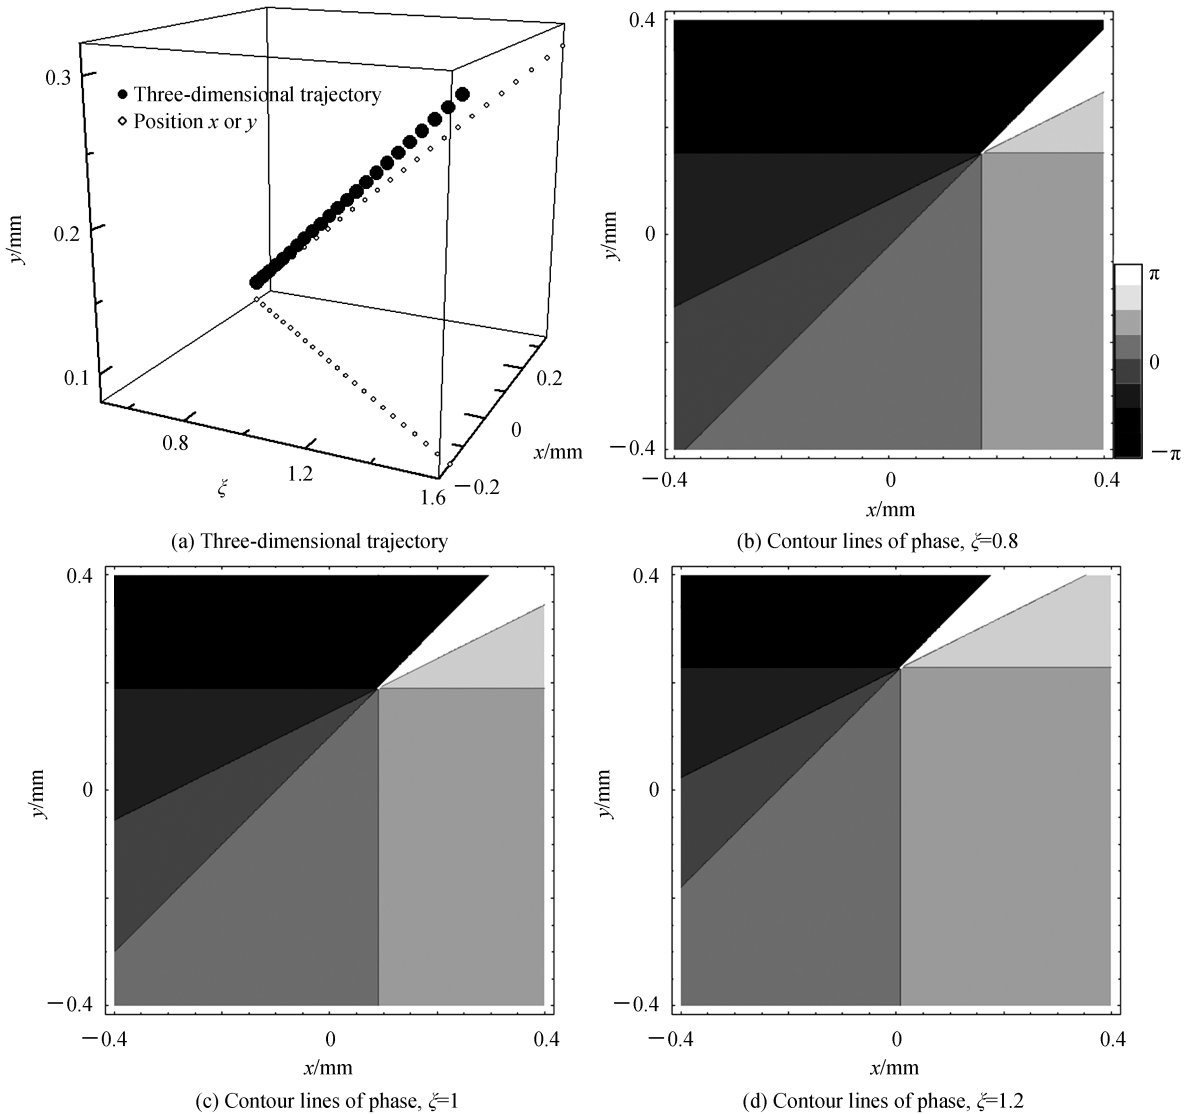 0.3
0.2
0.1
y/mm
● Three-dimensional trajectory
○ Position x or y
0.8
1.2
1.6
ξ
−0.2
0
0.2
x/mm
(a) Three-dimensional trajectory
0.4
0
−0.4
y/mm
−0.4 0 0.4
x/mm
π
0
−π
(b) Contour lines of phase, ξ=0.8
0.4
0
−0.4
y/mm
−0.4 0 0.4
x/mm
(c) Contour lines of phase, ξ=1
0.4
0
−0.4
y/mm
−0.4 0 0.4
x/mm
(d) Contour lines of phase, ξ=1.2